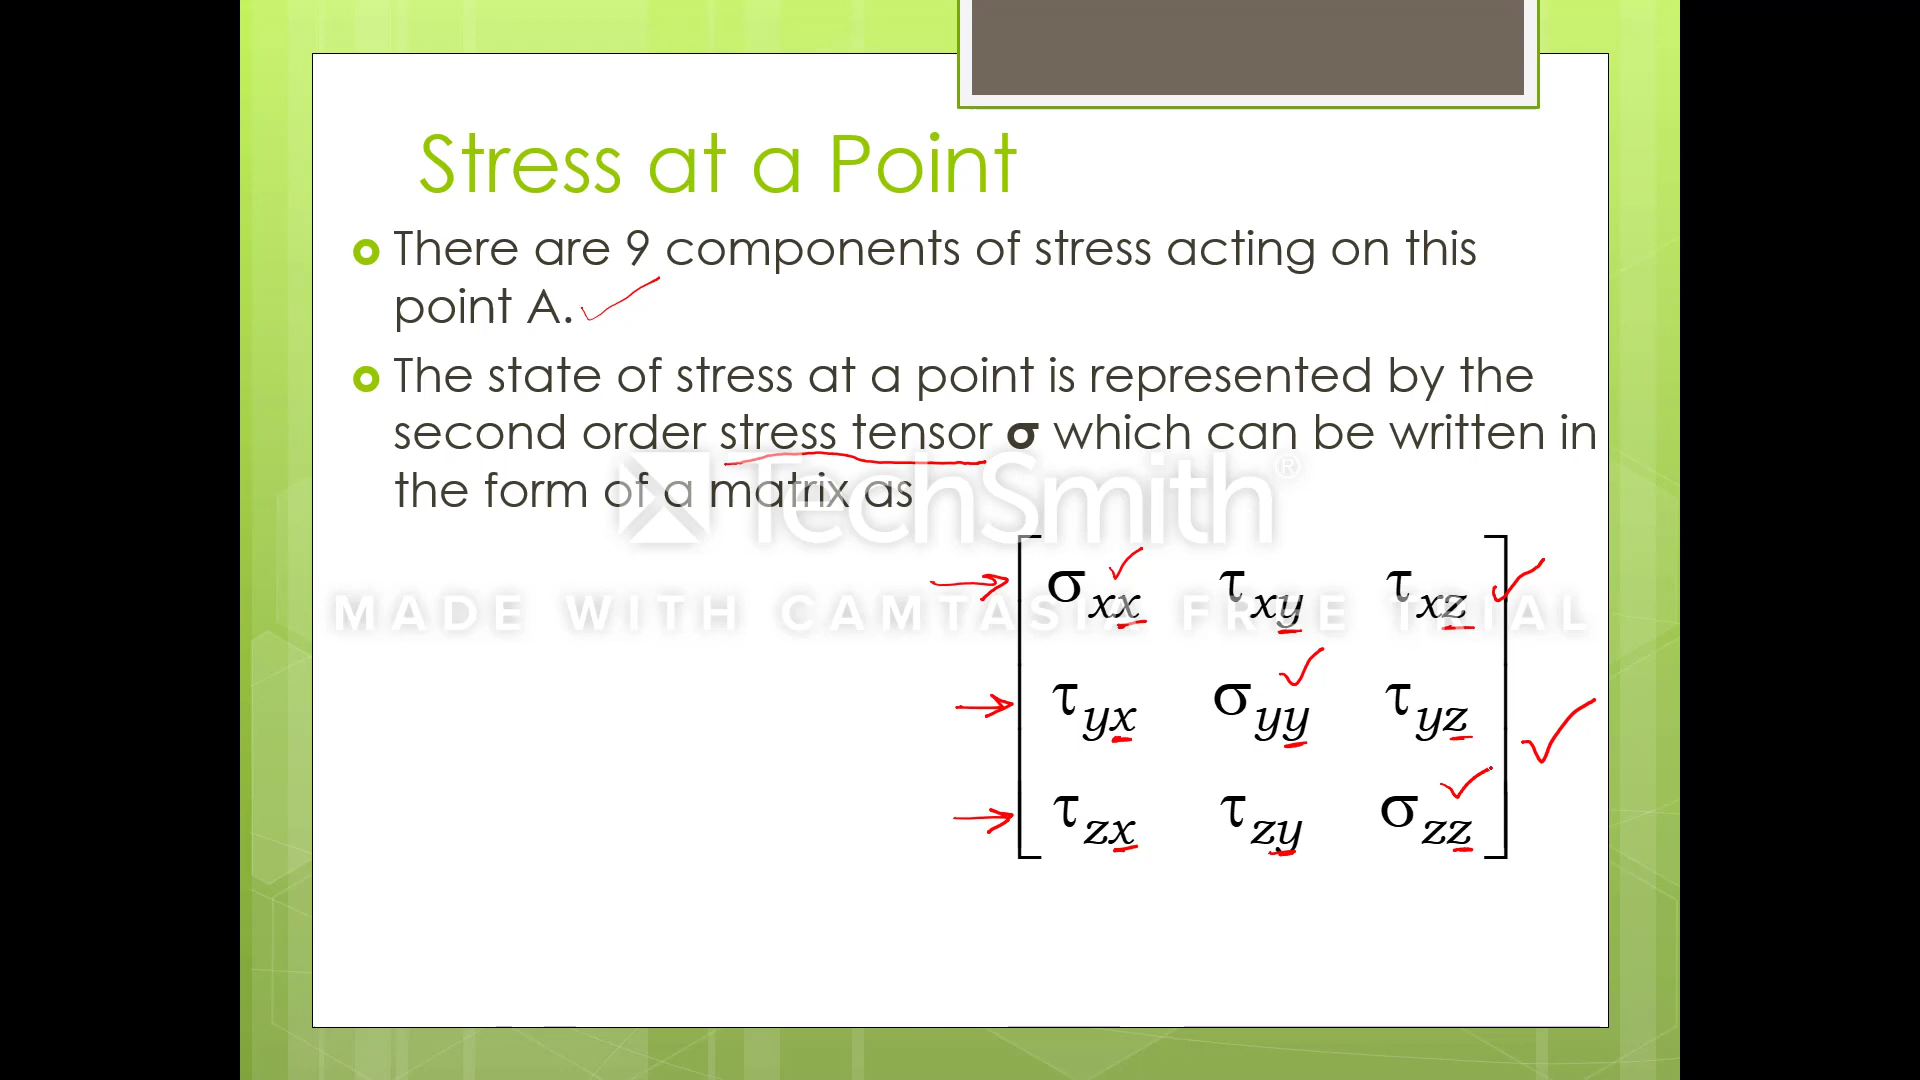 Stress at a Point
There are 9 components of stress acting on this
point A.
The state of stress at a point is represented by the
second order stress tensor σ which can be written in
the form of a matrix as
TechSmith®
MADE WITH CAMTASIA FREE TRIAL
σxx τxy τxz
τyx σyy τyz
τzx τzy σzz